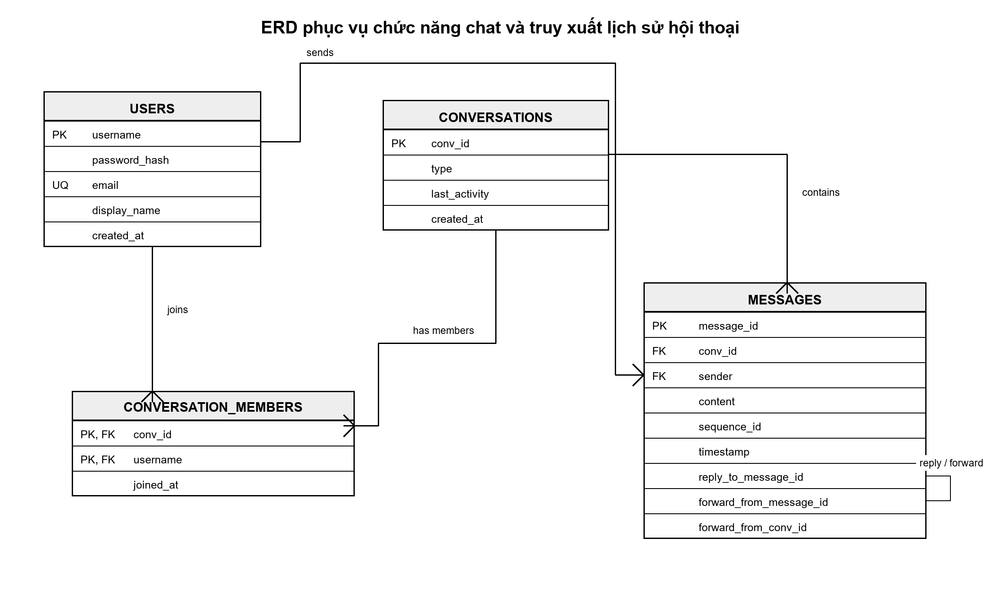 ERD phục vụ chức năng chat và truy xuất lịch sử hội thoại
sends
USERS
PK username
password_hash
UQ email
display_name
created_at
CONVERSATIONS
PK conv_id
type
last_activity
created_at
contains
joins
has members
MESSAGES
PK message_id
FK conv_id
FK sender
content
sequence_id
timestamp
reply / forward
reply_to_message_id
forward_from_message_id
forward_from_conv_id
CONVERSATION_MEMBERS
PK, FK conv_id
PK, FK username
joined_at